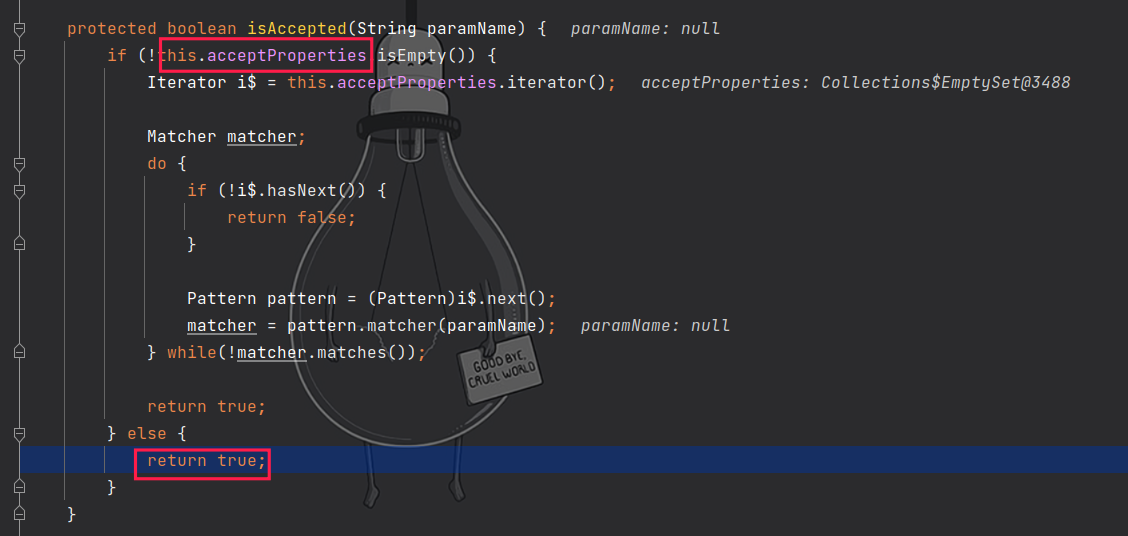 protected boolean isAccepted(String paramName) { paramName: null
if (!this.acceptProperties.isEmpty()) {
Iterator i$ = this.acceptProperties.iterator(); acceptProperties: Collections$EmptySet@3488
Matcher matcher;
do {
if (!i$.hasNext()) {
return false;
}
Pattern pattern = (Pattern)i$.next();
matcher = pattern.matcher(paramName); paramName: null
} while(!matcher.matches());
GOOD BYE,
CRUEL WORLD
return true;
} else {
return true;
}
}